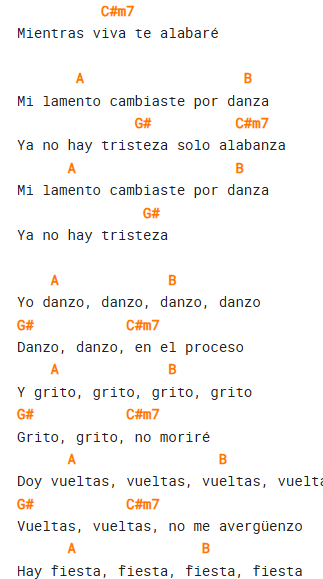 C#m7
Mientras viva te alabaré
A B
Mi lamento cambiaste por danza
G# C#m7
Ya no hay tristeza solo alabanza
A B
Mi lamento cambiaste por danza
G#
Ya no hay tristeza
A B
Yo danzo, danzo, danzo, danzo
G# C#m7
Danzo, danzo, en el proceso
A B
Y grito, grito, grito, grito
G# C#m7
Grito, grito, no moriré
A B
Doy vueltas, vueltas, vueltas,
G# C#m7
Vueltas, vueltas, no me avergüenzo
A B
Hay fiesta, fiesta, fiesta, fiesta